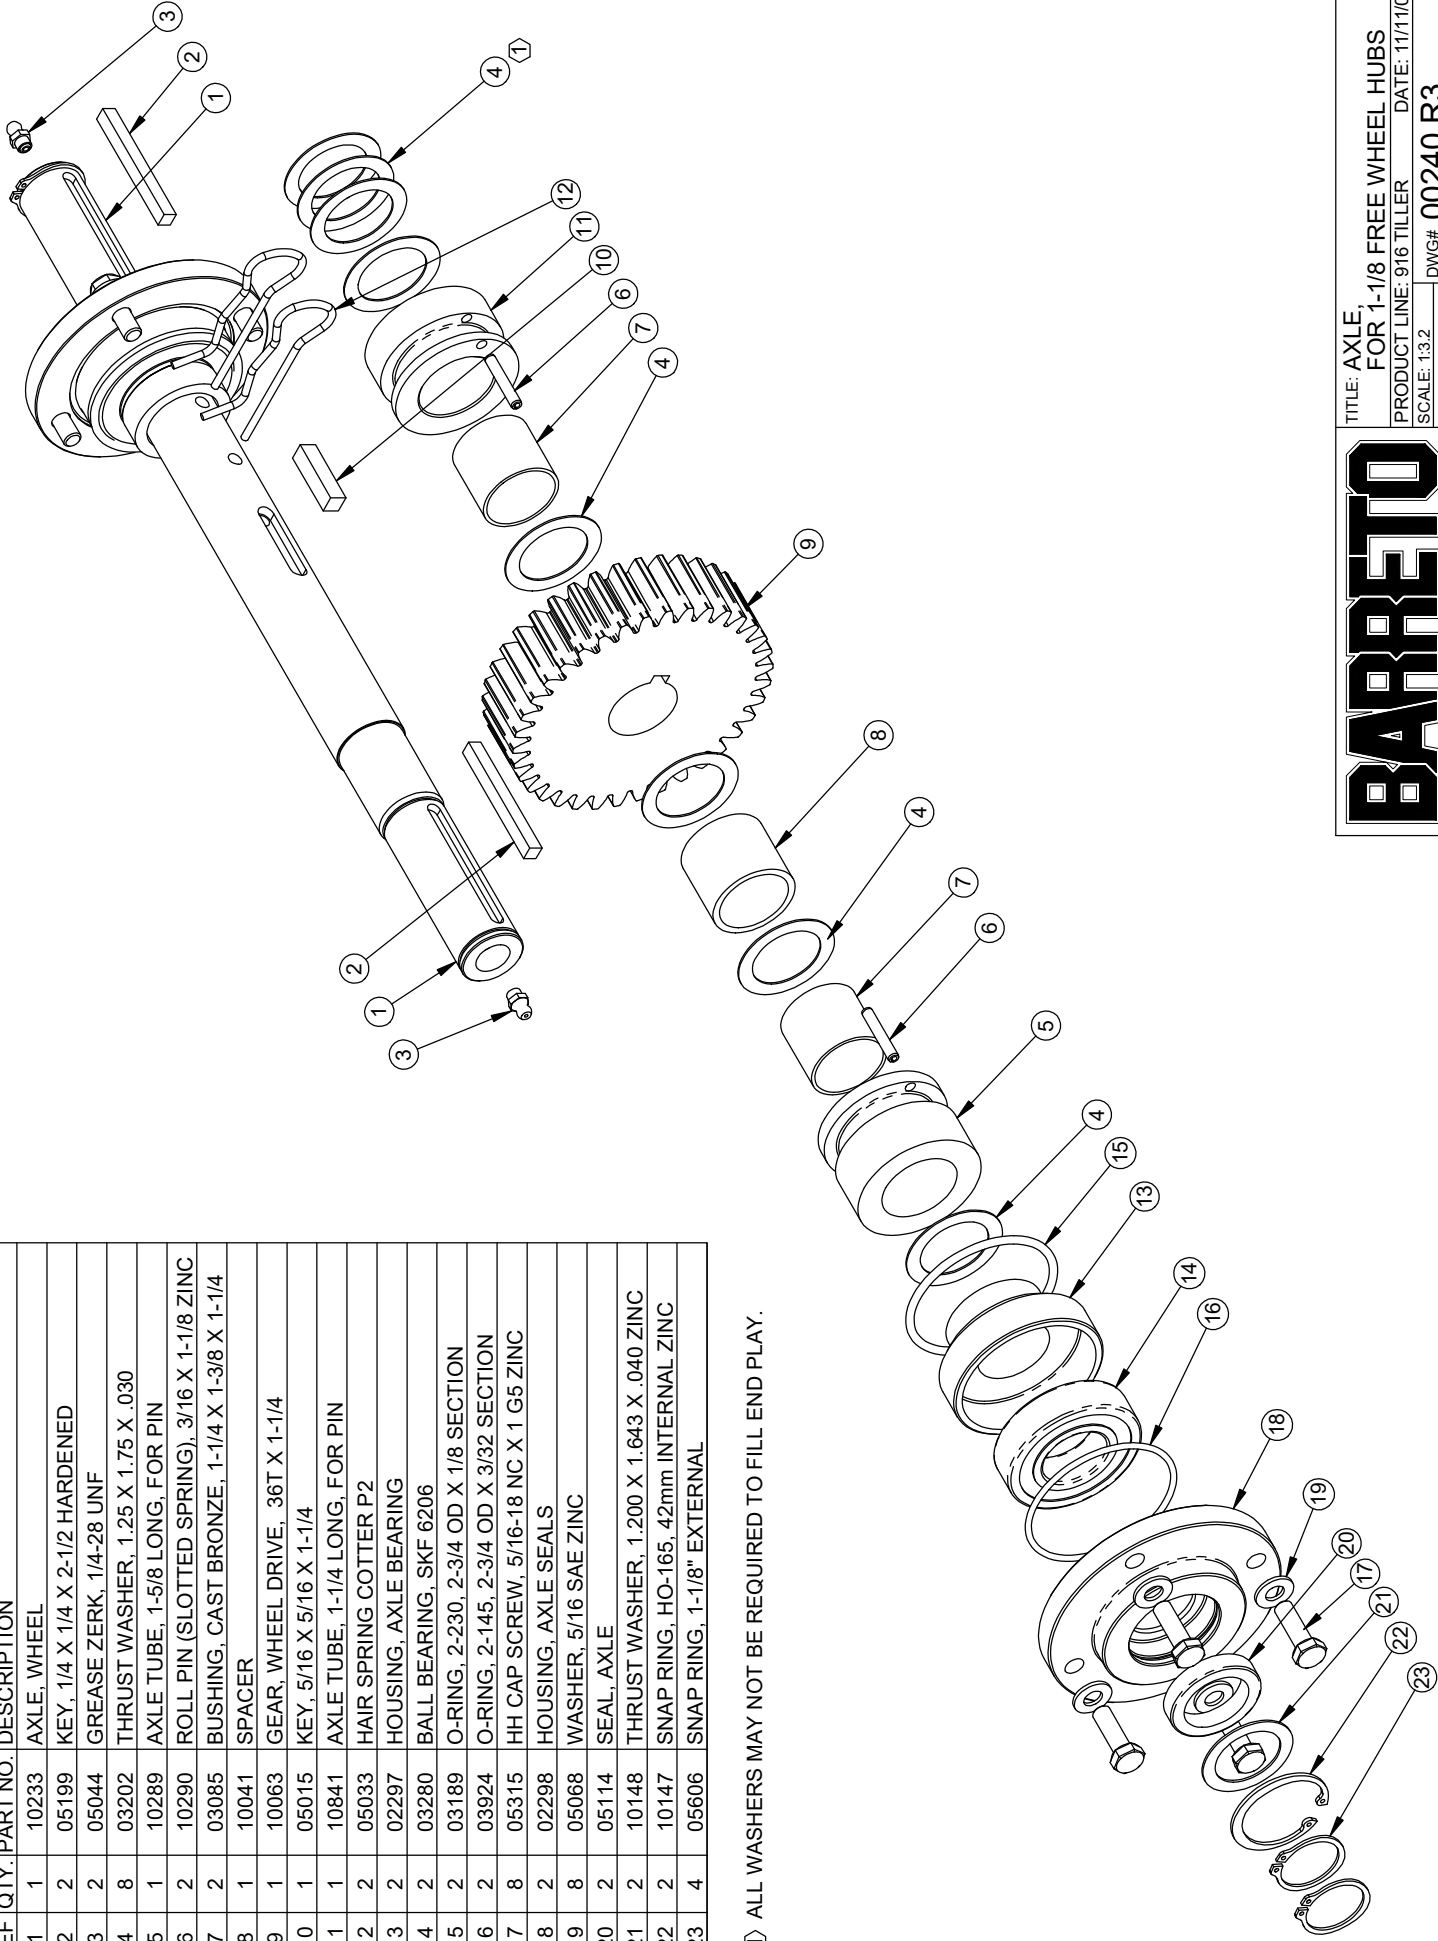 EF QTY. PART NO. DESCRIPTION
1 1 10233 AXLE, WHEEL
2 2 05199 KEY, 1/4 X 1/4 X 2-1/2 HARDENED
3 2 05044 GREASE ZERK, 1/4-28 UNF
4 8 03202 THRUST WASHER, 1.25 X 1.75 X .030
5 1 10289 AXLE TUBE, 1-5/8 LONG, FOR PIN
6 2 10290 ROLL PIN (SLOTTED SPRING), 3/16 X 1-1/8 ZINC
7 2 03085 BUSHING, CAST BRONZE, 1-1/4 X 1-3/8 X 1-1/4
8 1 10041 SPACER
9 1 10063 GEAR, WHEEL DRIVE, 36T X 1-1/4
0 1 05015 KEY, 5/16 X 5/16 X 1-1/4
1 1 10841 AXLE TUBE, 1-1/4 LONG, FOR PIN
2 2 05033 HAIR SPRING COTTER P2
3 2 02297 HOUSING, AXLE BEARING
4 2 03280 BALL BEARING, SKF 6206
5 2 03189 O-RING, 2-230, 2-3/4 OD X 1/8 SECTION
6 2 03924 O-RING, 2-145, 2-3/4 OD X 3/32 SECTION
7 8 05315 HH CAP SCREW, 5/16-18 NC X 1 G5 ZINC
8 2 02298 HOUSING, AXLE SEALS
9 8 05068 WASHER, 5/16 SAE ZINC
20 2 05114 SEAL, AXLE
21 2 10148 THRUST WASHER, 1.200 X 1.643 X .040 ZINC
22 2 10147 SNAP RING, HO-165, 42mm INTERNAL ZINC
23 4 05606 SNAP RING, 1-1/8" EXTERNAL
1 ALL WASHERS MAY NOT BE REQUIRED TO FILL END PLAY.
3
2
1
4 1
12
11
10
6
7
4
9
8
4
7
6
5
4
15
13
14
16
18
19
20
17
21
22
23
2
1
3
BARRETO
TITLE: AXLE,
FOR 1-1/8 FREE WHEEL HUBS
PRODUCT LINE: 916 TILLER DATE: 11/11/0
SCALE: 1:3.2 DWG# 00240 R3